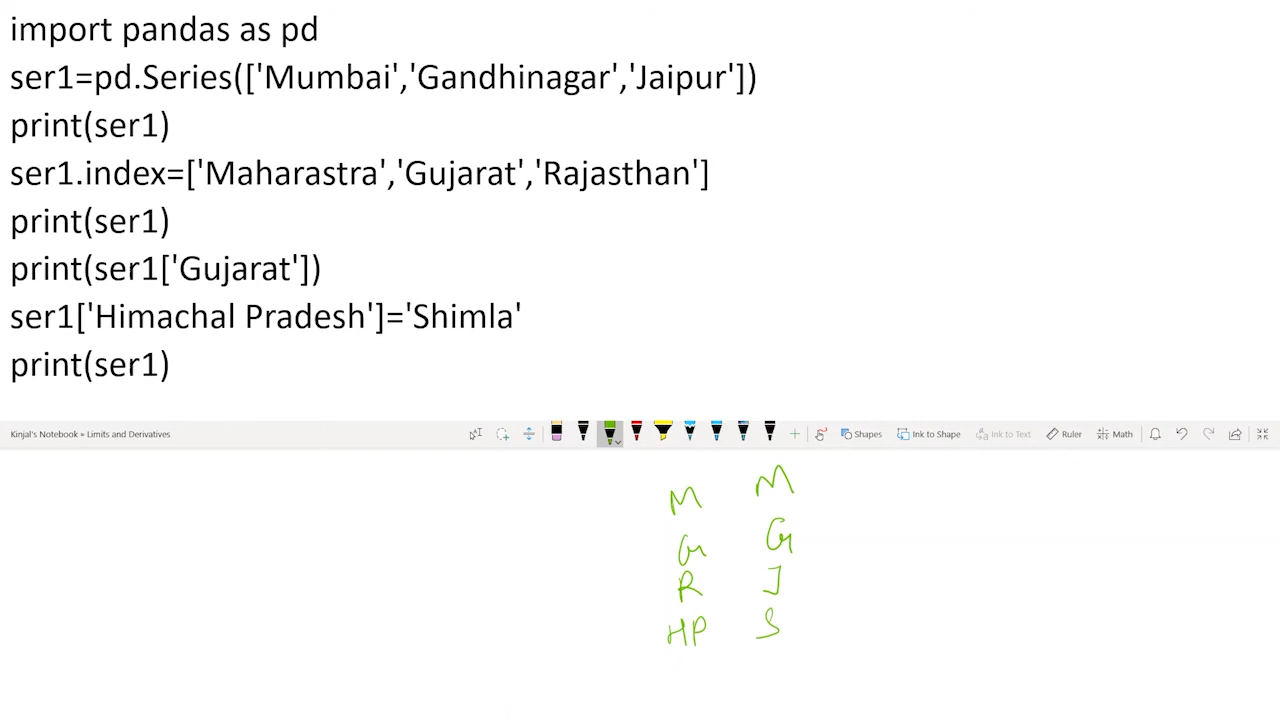 import pandas as pd
ser1=pd.Series(['Mumbai','Gandhinagar','Jaipur'])
print(ser1)
ser1.index=['Maharastra','Gujarat','Rajasthan']
print(ser1)
print(ser1['Gujarat'])
ser1['Himachal Pradesh']='Shimla'
print(ser1)
Kinjal's Notebook » Limits and Derivatives Shapes Ink to Shape Ink to Text Ruler Math
M M
G G
R J
HP S